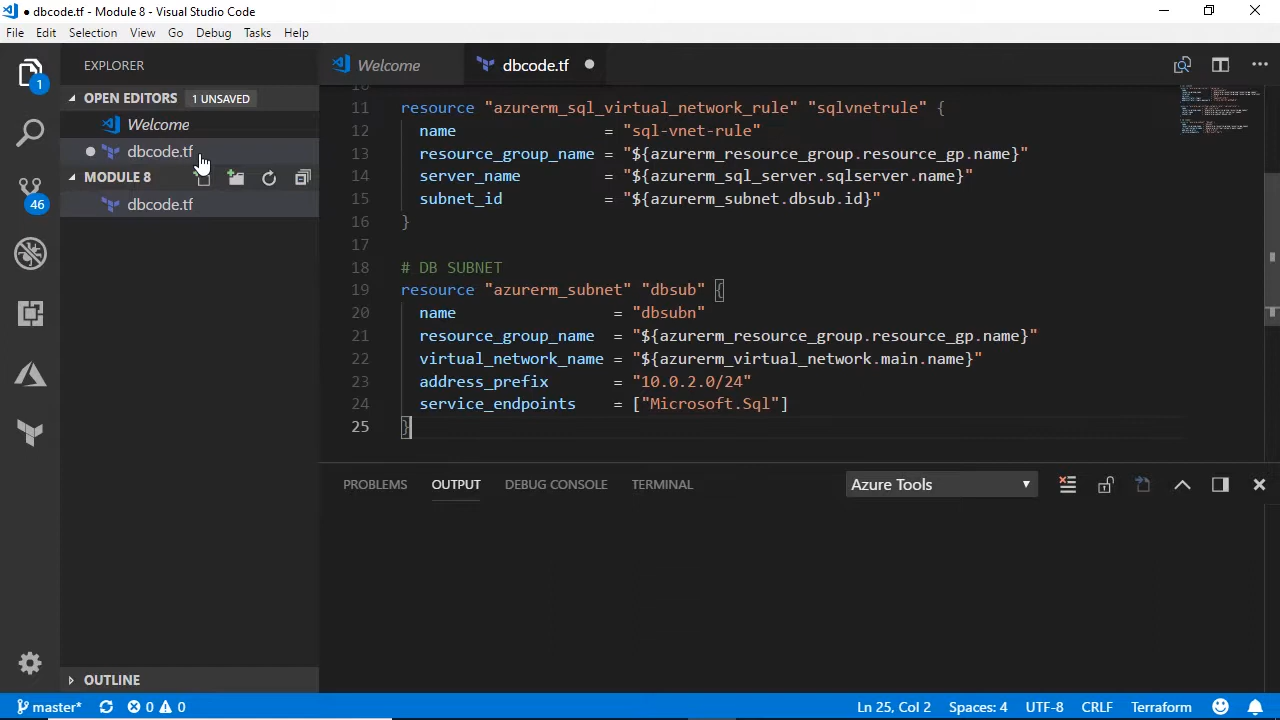 dbcode.tf - Module 8 - Visual Studio Code
File Edit Selection View Go Debug Tasks Help
EXPLORER
1
OPEN EDITORS 1 UNSAVED
Welcome
dbcode.tf
MODULE 8
dbcode.tf
46
OUTLINE
Welcome dbcode.tf
11 resource "azurerm_sql_virtual_network_rule" "sqlvnetrule" {
12 name = "sql-vnet-rule"
13 resource_group_name = "${azurerm_resource_group.resource_gp.name}"
14 server_name = "${azurerm_sql_server.sqlserver.name}"
15 subnet_id = "${azurerm_subnet.dbsub.id}"
16 }
17
18 # DB SUBNET
19 resource "azurerm_subnet" "dbsub" {
20 name = "dbsubn"
21 resource_group_name = "${azurerm_resource_group.resource_gp.name}"
22 virtual_network_name = "${azurerm_virtual_network.main.name}"
23 address_prefix = "10.0.2.0/24"
24 service_endpoints = ["Microsoft.Sql"]
25 }
PROBLEMS OUTPUT DEBUG CONSOLE TERMINAL Azure Tools
master* 0 0 Ln 25, Col 2 Spaces: 4 UTF-8 CRLF Terraform